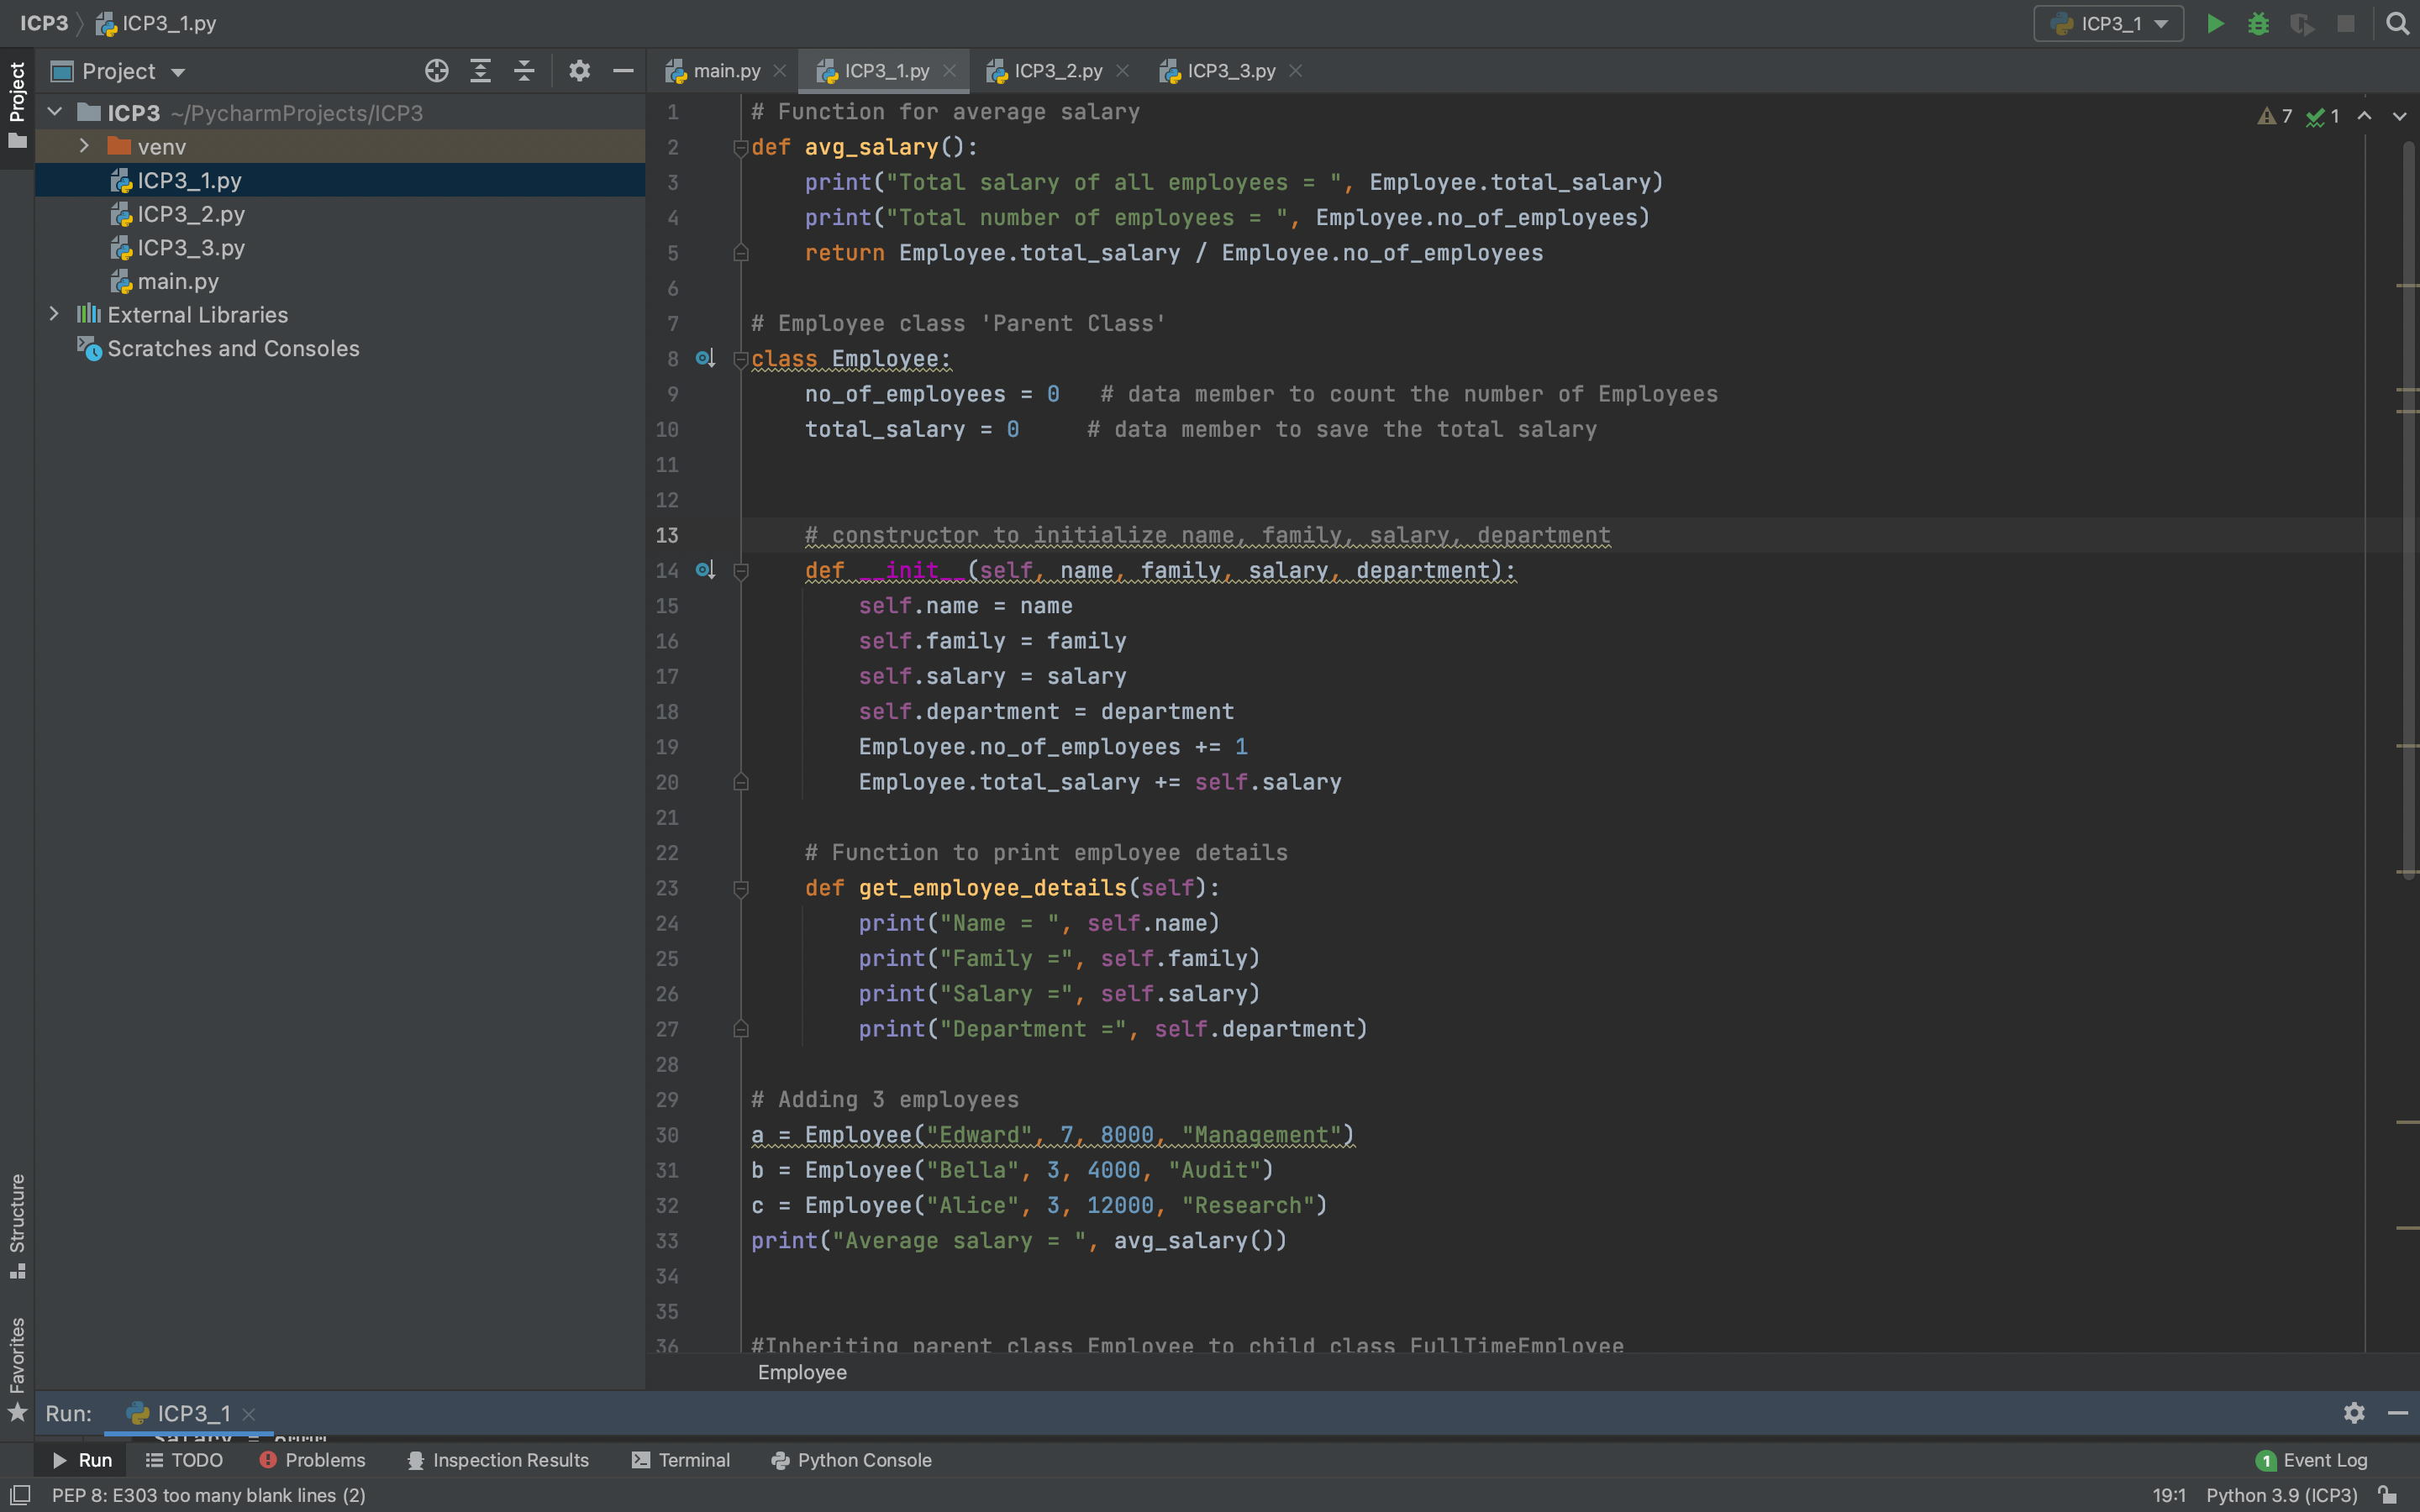 ICP3 ICP3_1.py ICP3_1
Project
Project
main.py ICP3_1.py ICP3_2.py ICP3_3.py
ICP3 ~/PycharmProjects/ICP3
venv
ICP3_1.py
ICP3_2.py
ICP3_3.py
main.py
External Libraries
Scratches and Consoles
7 1
1 # Function for average salary
2 def avg_salary():
3 print("Total salary of all employees = ", Employee.total_salary)
4 print("Total number of employees = ", Employee.no_of_employees)
5 return Employee.total_salary / Employee.no_of_employees
6
7 # Employee class 'Parent Class'
8 class Employee:
9 no_of_employees = 0 # data member to count the number of Employees
10 total_salary = 0 # data member to save the total salary
11
12
13 # constructor to initialize name, family, salary, department
14 def __init__(self, name, family, salary, department):
15 self.name = name
16 self.family = family
17 self.salary = salary
18 self.department = department
19 Employee.no_of_employees += 1
20 Employee.total_salary += self.salary
21
22 # Function to print employee details
23 def get_employee_details(self):
24 print("Name = ", self.name)
25 print("Family =", self.family)
26 print("Salary =", self.salary)
27 print("Department =", self.department)
28
29 # Adding 3 employees
30 a = Employee("Edward", 7, 8000, "Management")
31 b = Employee("Bella", 3, 4000, "Audit")
32 c = Employee("Alice", 3, 12000, "Research")
33 print("Average salary = ", avg_salary())
34
35
36 #Inheriting parent class Employee to child class FullTimeEmployee
Employee
Structure
Favorites
Run: ICP3_1
Salary =
Run TODO Problems Inspection Results Terminal Python Console 1 Event Log
PEP 8: E303 too many blank lines (2) 19:1 Python 3.9 (ICP3)